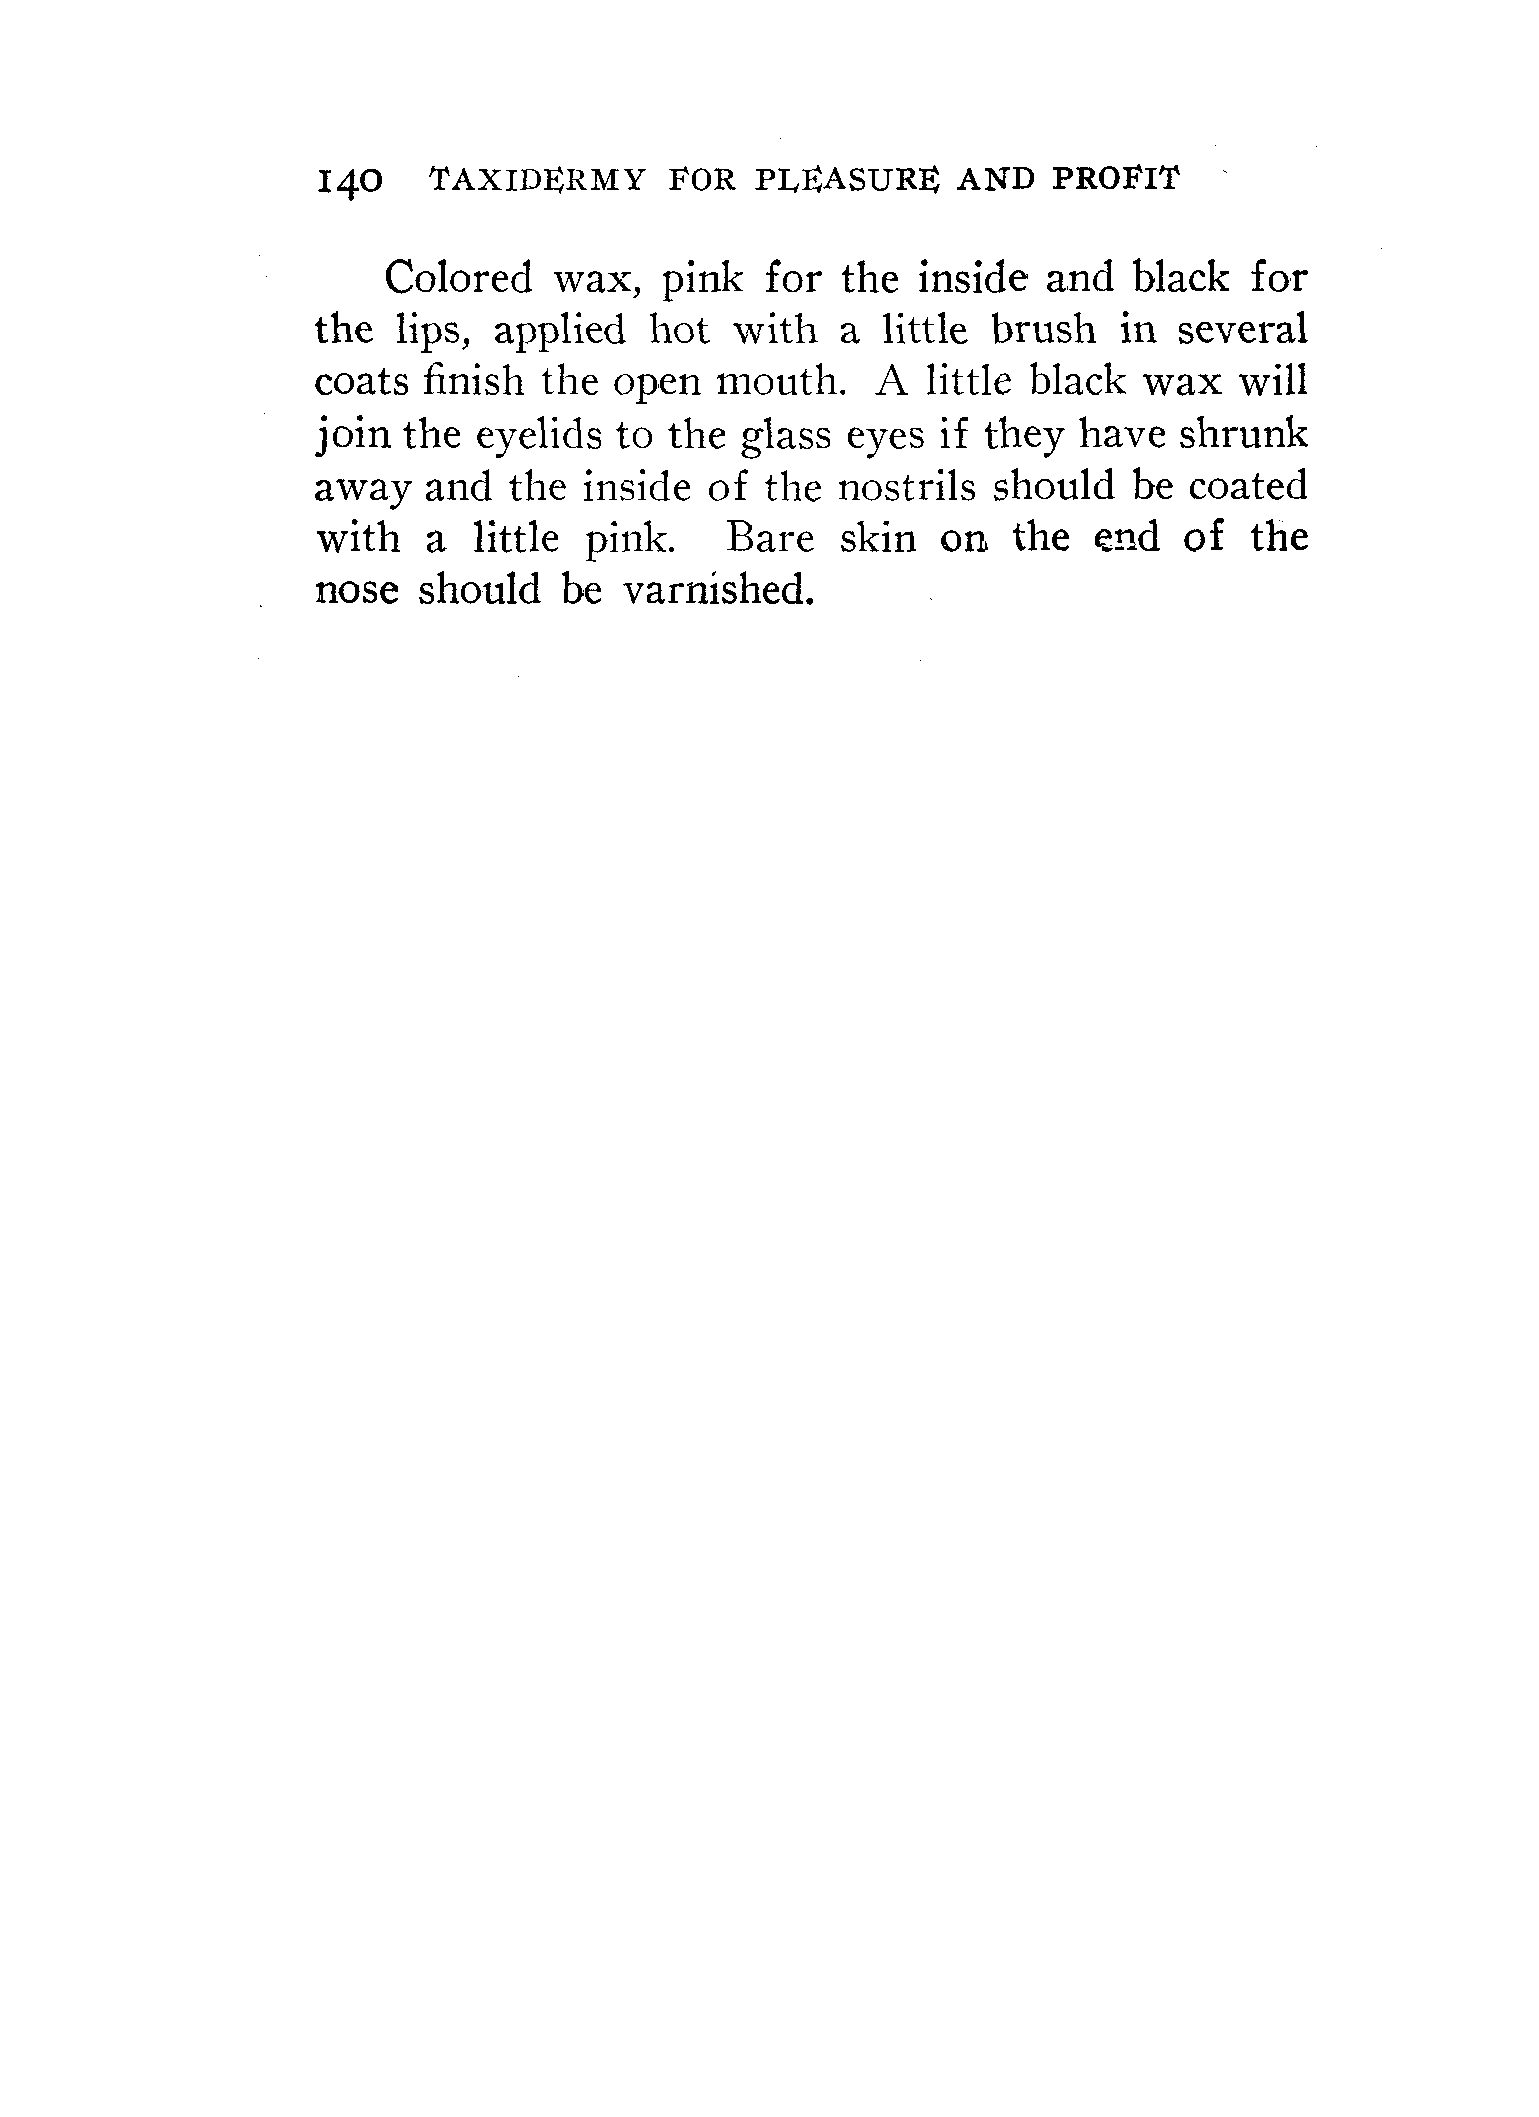 140 TAXIDERMY FOR PLEASURE AND PROFIT
Colored wax, pink for the inside and black for
the lips, applied hot with a little brush in several
coats finish the open mouth. A little black wax will
join the eyelids to the glass eyes if they have shrunk
away and the inside of the nostrils should be coated
with a little pink. Bare skin on the end of the
nose should be varnished.